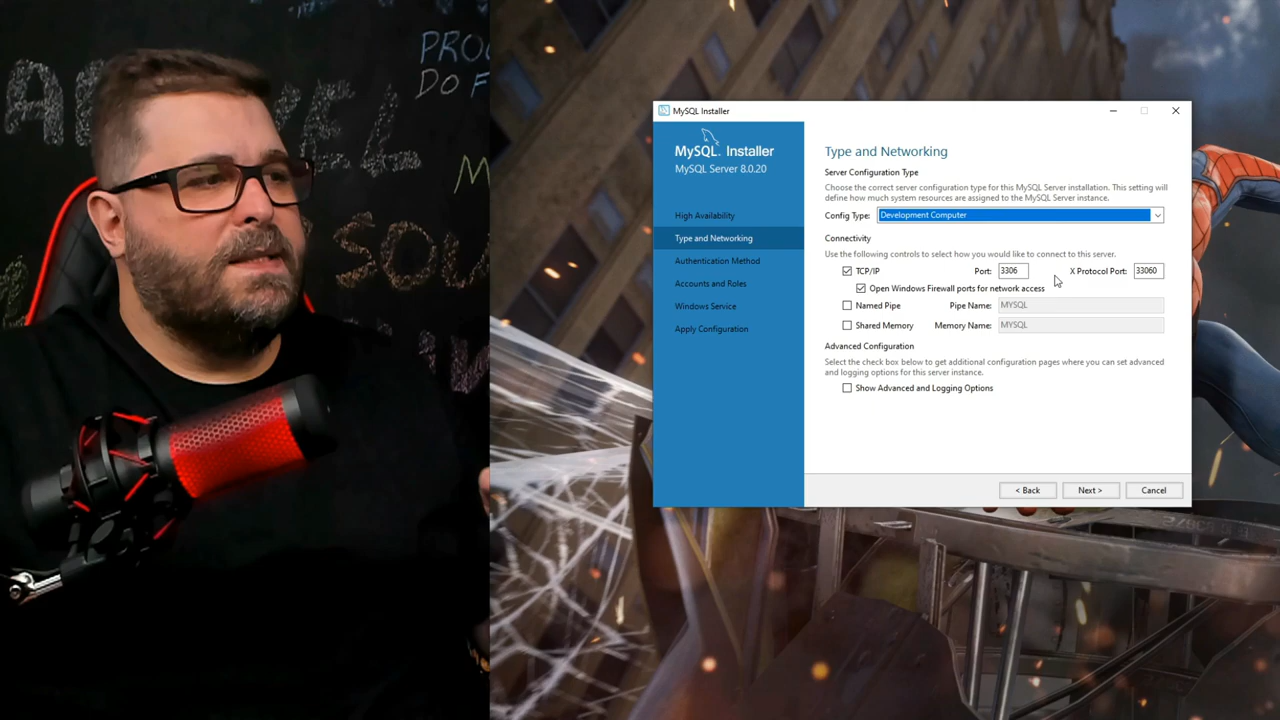 PROG
DO F
M
SOL
MySQL Installer
MySQL. Installer
MySQL Server 8.0.20
High Availability
Type and Networking
Authentication Method
Accounts and Roles
Windows Service
Apply Configuration
Type and Networking
Server Configuration Type
Choose the correct server configuration type for this MySQL Server installation. This setting will
define how much system resources are assigned to the MySQL Server instance.
Config Type: Development Computer
Connectivity
Use the following controls to select how you would like to connect to this server.
TCP/IP Port: 3306 X Protocol Port: 33060
Open Windows Firewall ports for network access
Named Pipe Pipe Name: MYSQL
Shared Memory Memory Name: MYSQL
Advanced Configuration
Select the check box below to get additional configuration pages where you can set advanced
and logging options for this server instance.
Show Advanced and Logging Options
< Back Next > Cancel